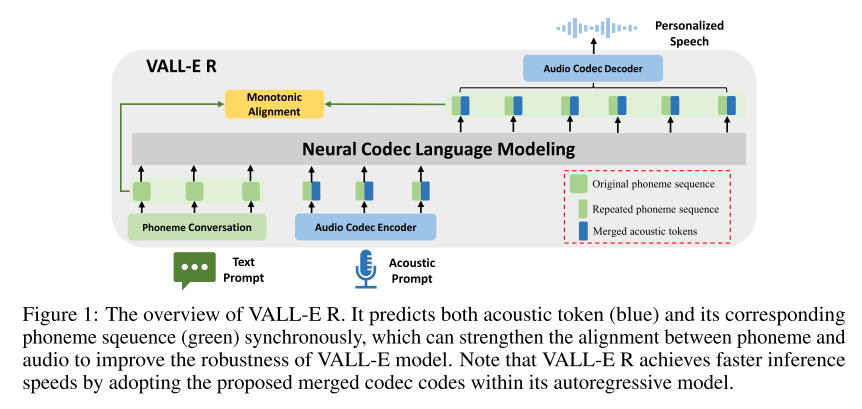 Personalized
Speech
VALL-E R
Audio Codec Decoder
Monotonic
Alignment
Neural Codec Language Modeling
Original phoneme sequence
Repeated phoneme sequence
Merged acoustic tokens
Phoneme Conversation
Audio Codec Encoder
Text
Prompt
Acoustic
Prompt
Figure 1: The overview of VALL-E R. It predicts both acoustic token (blue) and its corresponding
phoneme sqeuence (green) synchronously, which can strengthen the alignment between phoneme and
audio to improve the robustness of VALL-E model. Note that VALL-E R achieves faster inference
speeds by adopting the proposed merged codec codes within its autoregressive model.